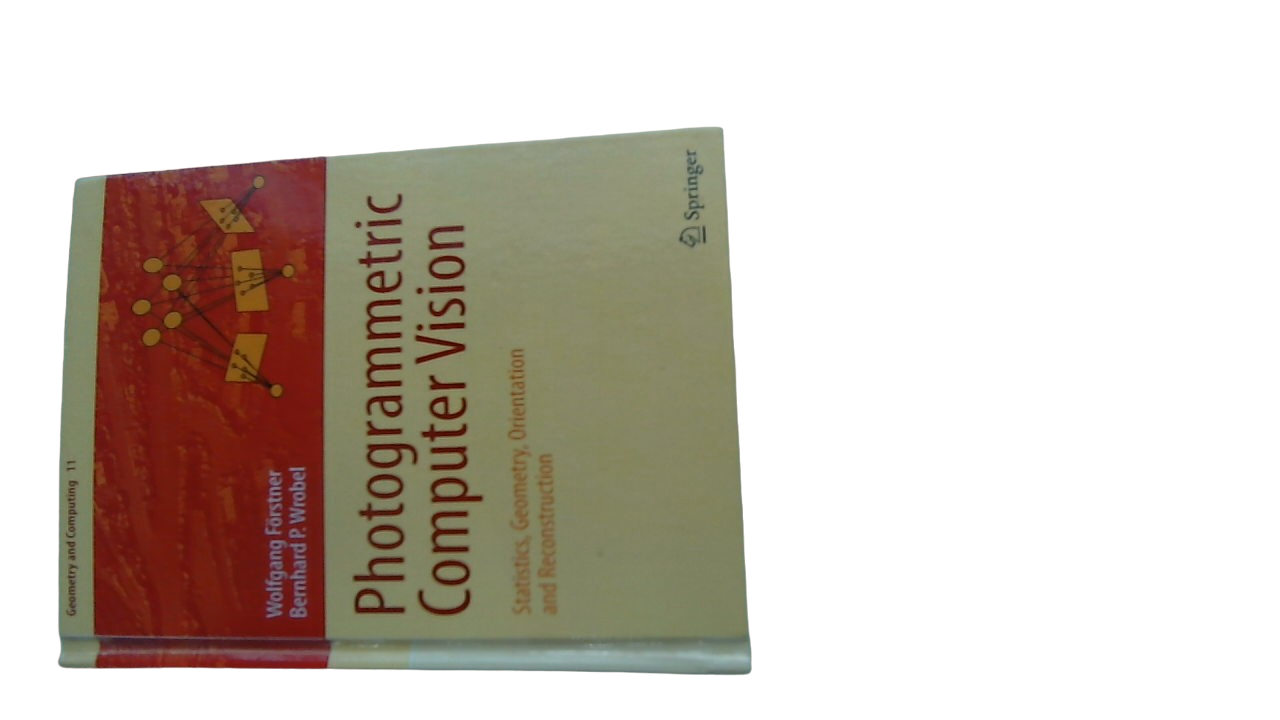 Geometry and Computing 11
Wolfgang Förstner
Bernhard P. Wrobel
Photogrammetric
Computer Vision
Statistics, Geometry, Orientation
and Reconstruction
Springer